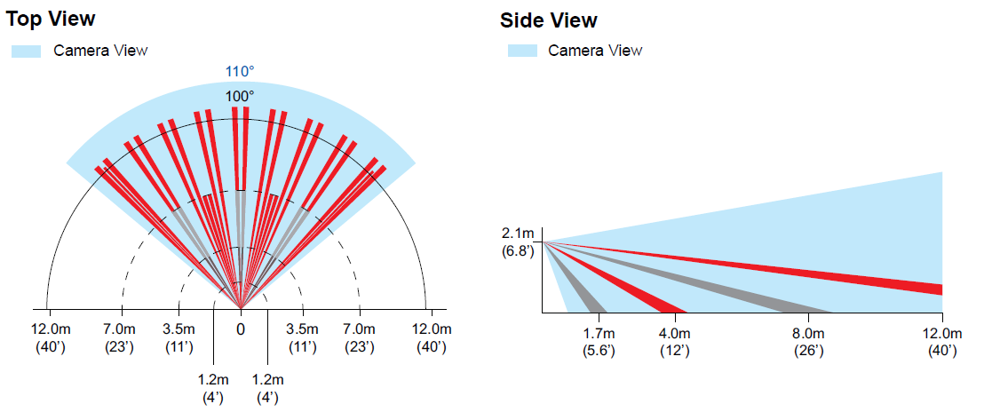 Top View
Camera View
110°
100°
12.0m 7.0m 3.5m 0 3.5m 7.0m 12.0m
(40’) (23’) (11’) (11’) (23’) (40’)
1.2m 1.2m
(4’) (4’)
Side View
Camera View
2.1m
(6.8’)
1.7m 4.0m 8.0m 12.0m
(5.6’) (12’) (26’) (40’)